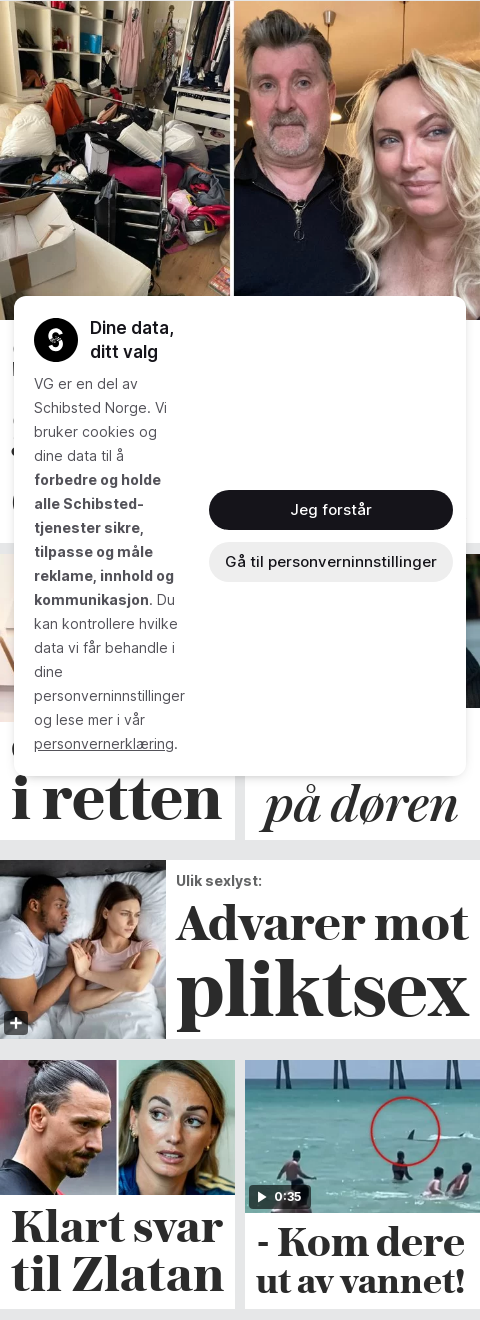 Dine data,
ditt valg
VG er en del av
Schibsted Norge. Vi
bruker cookies og
dine data til å
forbedre og holde
alle Schibsted-
tjenester sikre,
tilpasse og måle
reklame, innhold og
kommunikasjon. Du
kan kontrollere hvilke
data vi får behandle i
dine
personverninnstillinger
og lese mer i vår
personvernerklæring.
Jeg forstår
Gå til personverninnstillinger
i retten
på døren
Ulik sexlyst:
Advarer mot
pliktsex
Klart svar
til Zlatan
0:35
- Kom dere
ut av vannet!